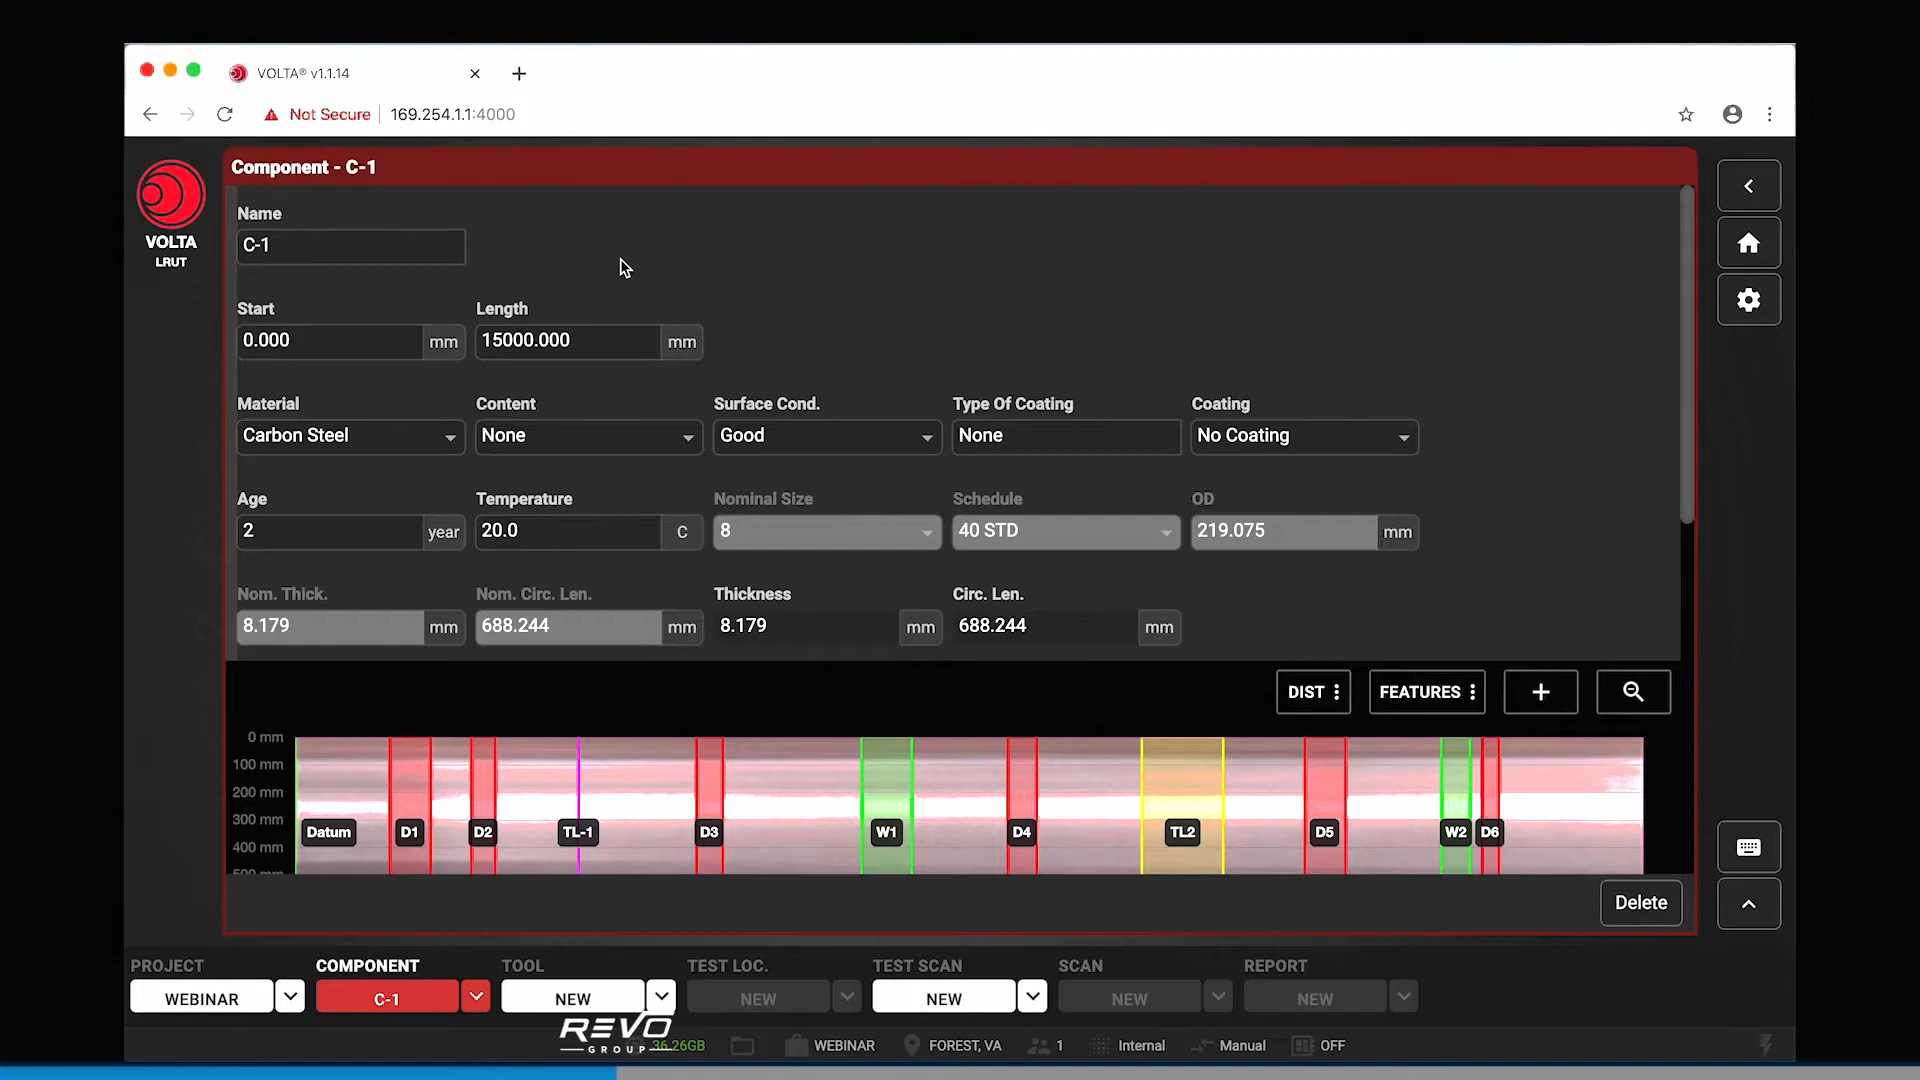 VOLTA® v1.1.14
Not Secure 169.254.1.1:4000
VOLTA
LRUT
Component - C-1
Name
C-1
Start Length
0.000 mm 15000.000 mm
Material Content Surface Cond. Type Of Coating Coating
Carbon Steel None Good None No Coating
Age Temperature Nominal Size Schedule OD
2 year 20.0 C 8 40 STD 219.075 mm
Nom. Thick. Nom. Circ. Len. Thickness Circ. Len.
8.179 mm 688.244 mm 8.179 mm 688.244 mm
DIST FEATURES
0 mm
100 mm
200 mm
300 mm
Datum D1 D2 TL-1 D3 W1 D4 TL2 D5 W2 D6
400 mm
500 mm
Delete
PROJECT COMPONENT TOOL TEST LOC. TEST SCAN SCAN REPORT
WEBINAR C-1 NEW NEW NEW NEW NEW
REVO
GROUP
36.26GB WEBINAR FOREST, VA 1 Internal Manual OFF